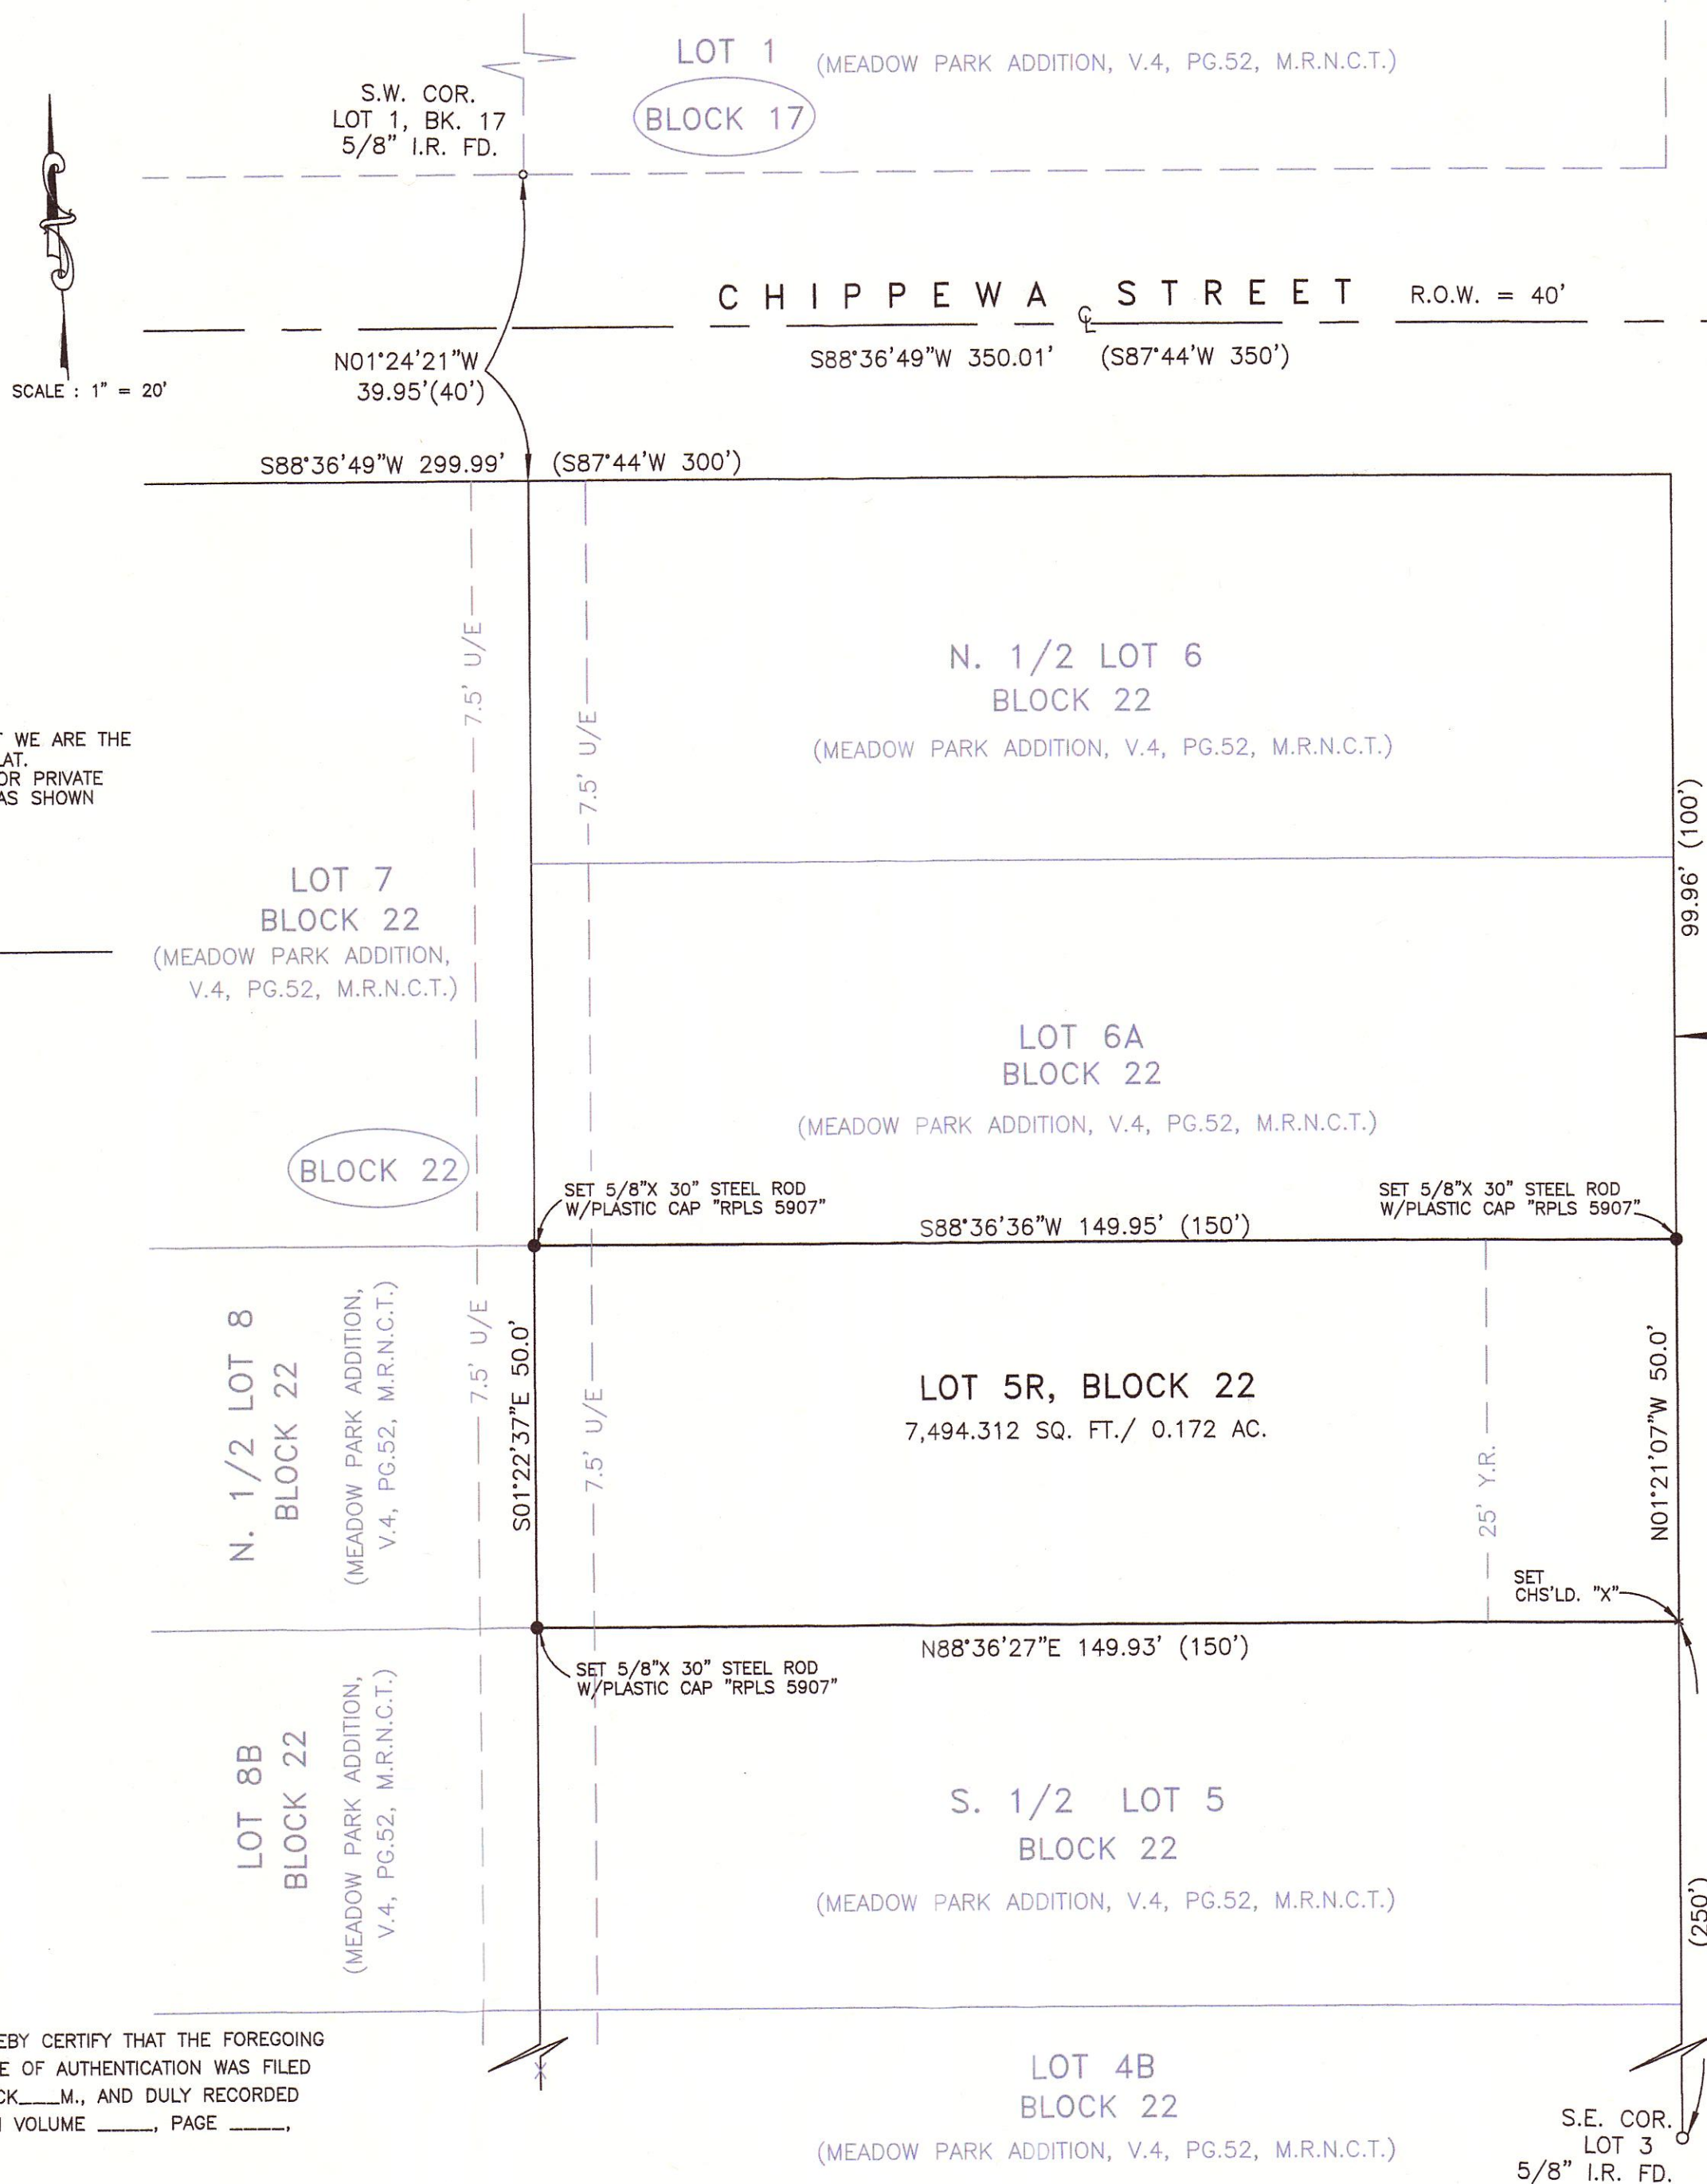 LOT 1 (MEADOW PARK ADDITION, V.4, PG.52, M.R.N.C.T.)
BLOCK 17
S.W. COR.
LOT 1, BK. 17
5/8" I.R. FD.
CHIPPEWA STREET R.O.W. = 40'
N01°24'21"W
39.95'(40')
S88°36'49"W 350.01' (S87°44'W 350')
SCALE : 1" = 20'
S88°36'49"W 299.99' (S87°44'W 300')
7.5' U/E
7.5' U/E
N. 1/2 LOT 6
BLOCK 22
(MEADOW PARK ADDITION, V.4, PG.52, M.R.N.C.T.)
WE ARE THE
AT.
OR PRIVATE
AS SHOWN
99.96' (100')
LOT 7
BLOCK 22
(MEADOW PARK ADDITION,
V.4, PG.52, M.R.N.C.T.)
LOT 6A
BLOCK 22
(MEADOW PARK ADDITION, V.4, PG.52, M.R.N.C.T.)
BLOCK 22
SET 5/8"X 30" STEEL ROD
W/PLASTIC CAP "RPLS 5907"
SET 5/8"X 30" STEEL ROD
W/PLASTIC CAP "RPLS 5907"
S88°36'36"W 149.95' (150')
N. 1/2 LOT 8
BLOCK 22
(MEADOW PARK ADDITION,
V.4, PG.52, M.R.N.C.T.)
7.5' U/E
S01°22'37"E 50.0'
7.5' U/E
LOT 5R, BLOCK 22
7,494.312 SQ. FT./ 0.172 AC.
25' Y.R.
N01°21'07"W 50.0'
SET
CHS'LD. "X"
N88°36'27"E 149.93' (150')
SET 5/8"X 30" STEEL ROD
W/PLASTIC CAP "RPLS 5907"
LOT 8B
BLOCK 22
(MEADOW PARK ADDITION,
V.4, PG.52, M.R.N.C.T.)
S. 1/2 LOT 5
BLOCK 22
(MEADOW PARK ADDITION, V.4, PG.52, M.R.N.C.T.)
(250')
EBY CERTIFY THAT THE FOREGOING
E OF AUTHENTICATION WAS FILED
CK___M., AND DULY RECORDED
VOLUME ____, PAGE ____,
LOT 4B
BLOCK 22
(MEADOW PARK ADDITION, V.4, PG.52, M.R.N.C.T.)
S.E. COR.
LOT 3
5/8" I.R. FD.